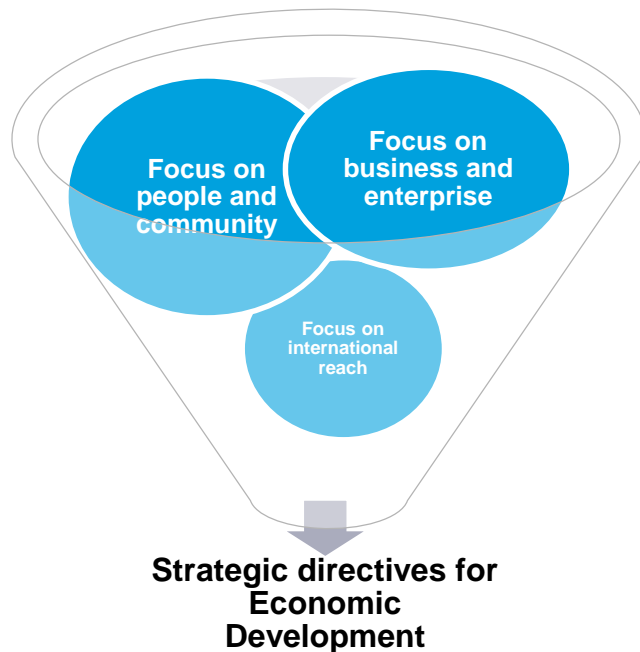 Focus on
people and
community
Focus on
business and
enterprise
Focus on
international
reach
Strategic directives for
Economic
Development